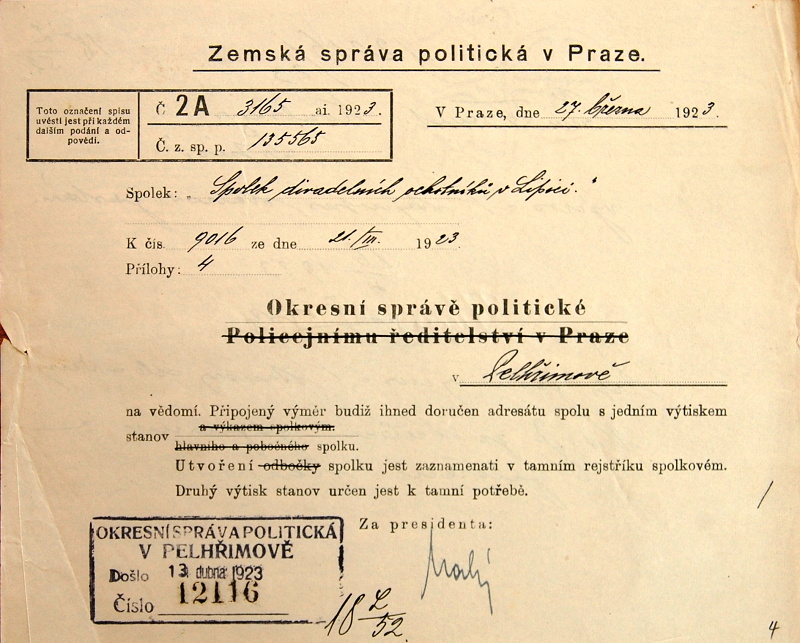 Zemská správa politická v Praze.
Toto označení spisu
uvésti jest při každém
dalším podání a od-
povědi.
Č 2A 3165 ai. 1923.
Č. z. sp. p. 135565
V Praze, dne 27. března 1923
Spolek: „Spolek divadelních ochotníků v Lipici.“
K čís. 9016 ze dne 21./III. 1923.
Přílohy: 4
Okresní správě politické
Policejnímu ředitelství v Praze
v Pelhřimově
na vědomí. Připojený výměr budiž ihned doručen adresátu spolu s jedním výtiskem
a výkazem spolkovým.
stanov
hlavního a pobočného spolku.
Utvoření odbočky spolku jest zaznamenati v tamním rejstříku spolkovém.
Druhý výtisk stanov určen jest k tamní potřebě.
Za presidenta:
OKRESNÍ SPRÁVA POLITICKÁ
V PELHŘIMOVĚ
Došlo 13 dubna 1923
Číslo 12116
18 L/52
4